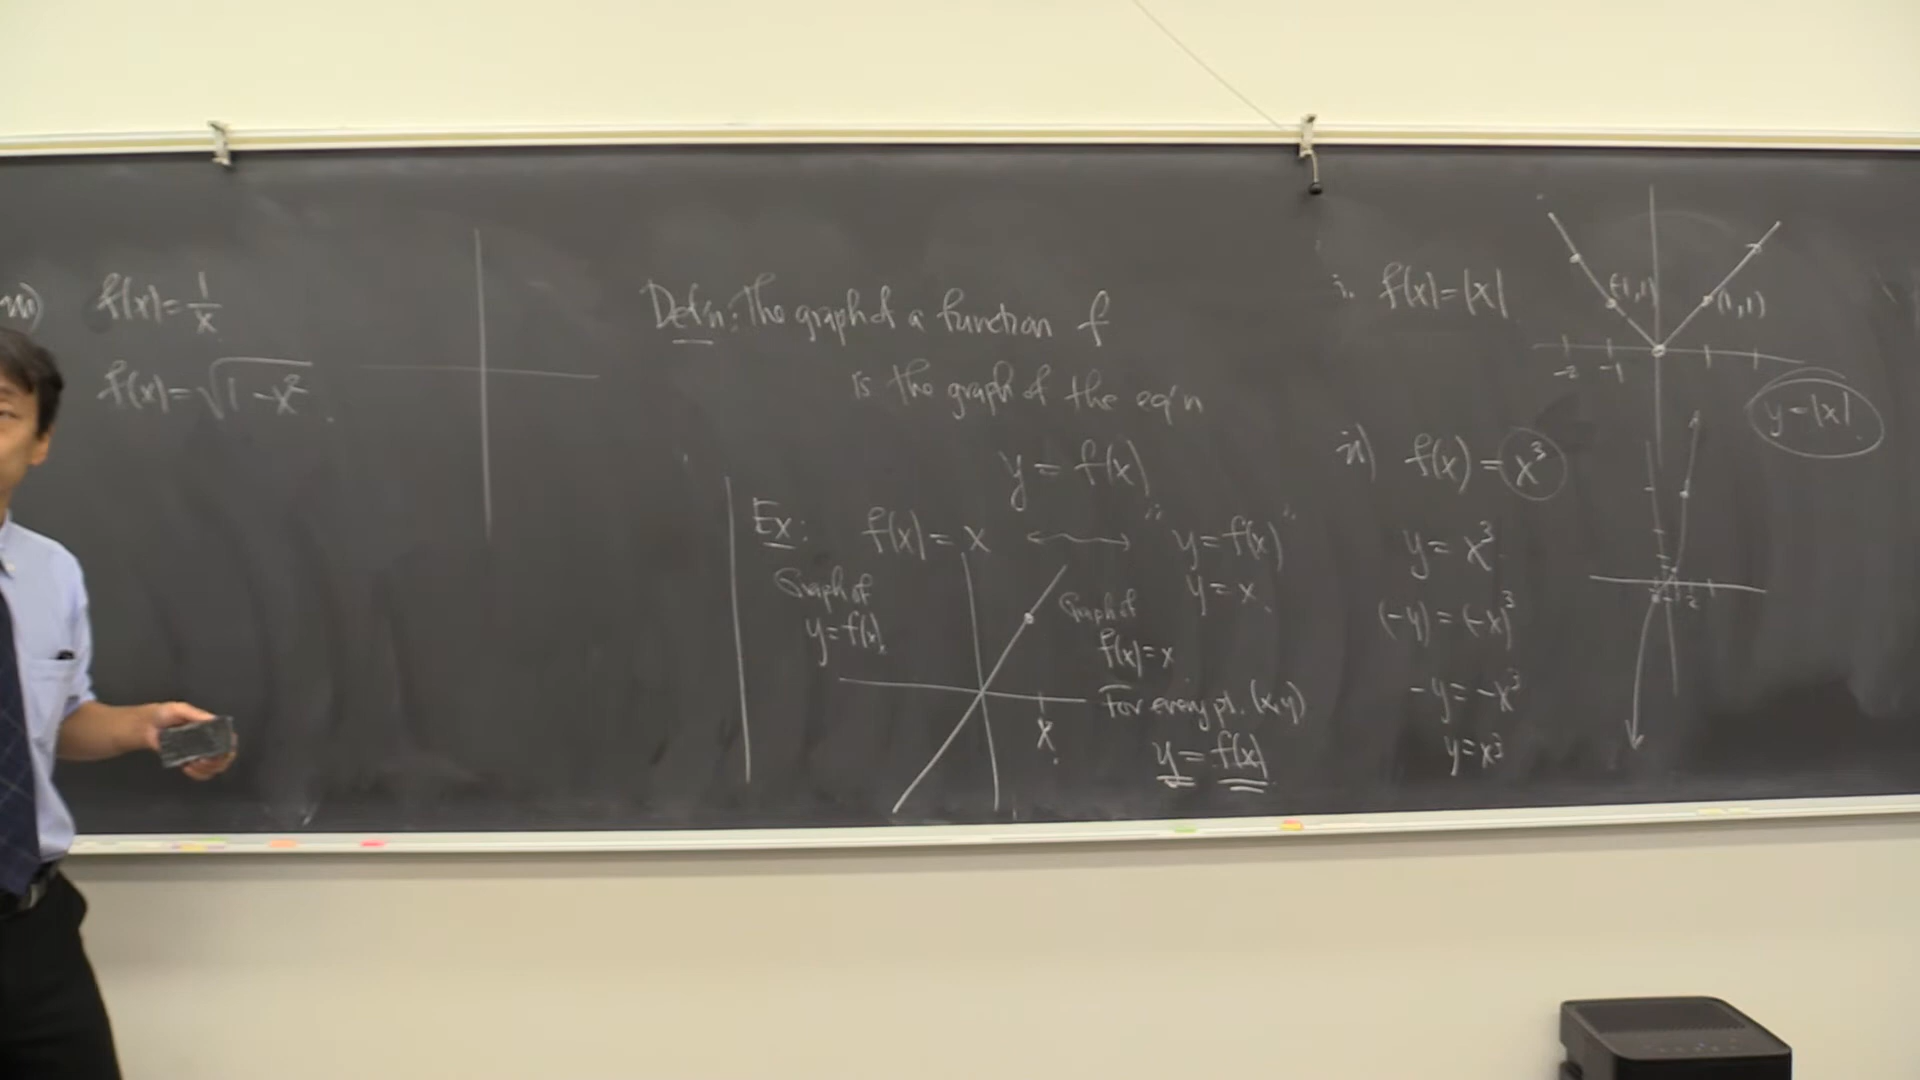 f(x)=1/x
f(x)=√1-x²
Def'n: The graph of a function f
is the graph of the eq'n
y = f(x)
Ex: f(x) = x ↔ "y=f(x)"
y = x
Graph of
y=f(x)
Graph of
f(x)=x
X
For every pt. (x,y)
y = f(x)
i. f(x)=|x|
(-1,1)
(1,1)
-2 -1
y=|x|
ii) f(x) = x³
y = x³
(-y) = (-x)³
-y = -x³
y = x³